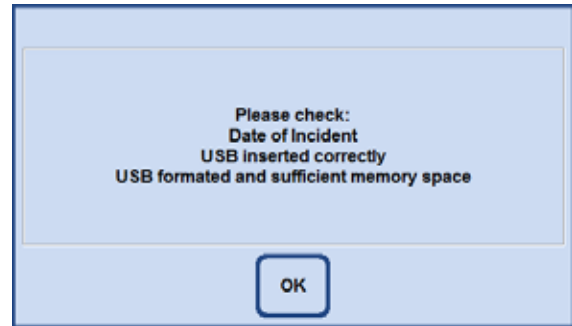 Please check:
Date of Incident
USB inserted correctly
USB formated and sufficient memory space
OK